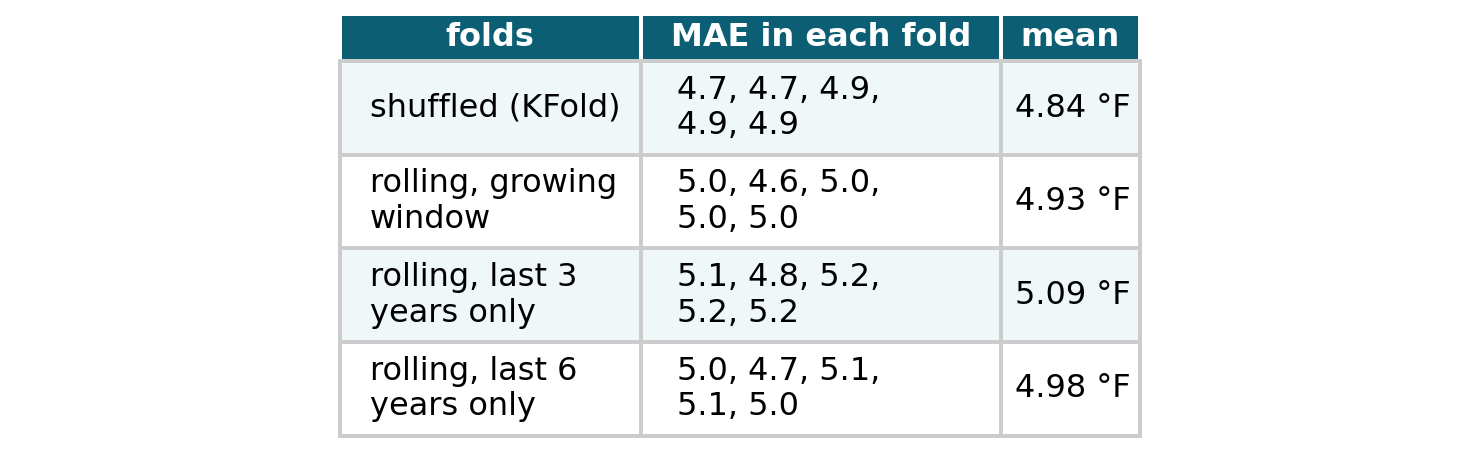 folds MAE in each fold mean
shuffled (KFold) 4.7, 4.7, 4.9, 4.84 °F
4.9, 4.9
rolling, growing 5.0, 4.6, 5.0, 4.93 °F
window 5.0, 5.0
rolling, last 3 5.1, 4.8, 5.2, 5.09 °F
years only 5.2, 5.2
rolling, last 6 5.0, 4.7, 5.1, 4.98 °F
years only 5.1, 5.0